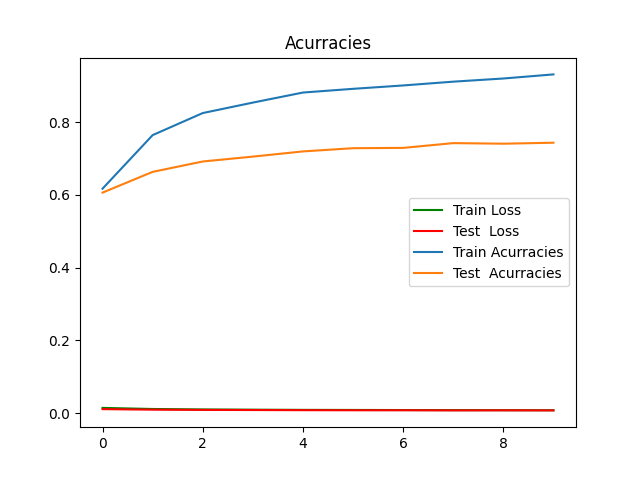 Acurracies
0.8
0.6
0.4
0.2
0.0
Train Loss
Test  Loss
Train Acurracies
Test  Acurracies
0 2 4 6 8